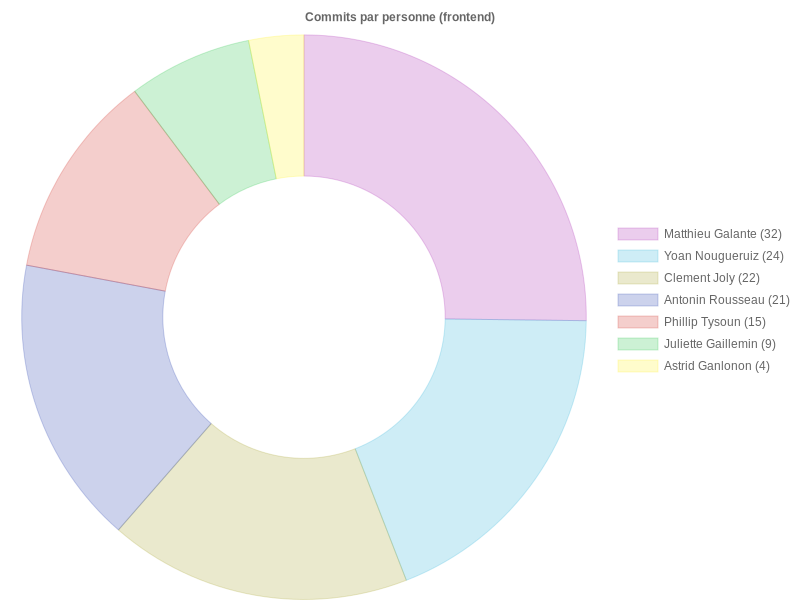 Commits par personne (frontend)
Matthieu Galante (32)
Yoan Nougueruiz (24)
Clement Joly (22)
Antonin Rousseau (21)
Phillip Tysoun (15)
Juliette Gaillemin (9)
Astrid Ganlonon (4)